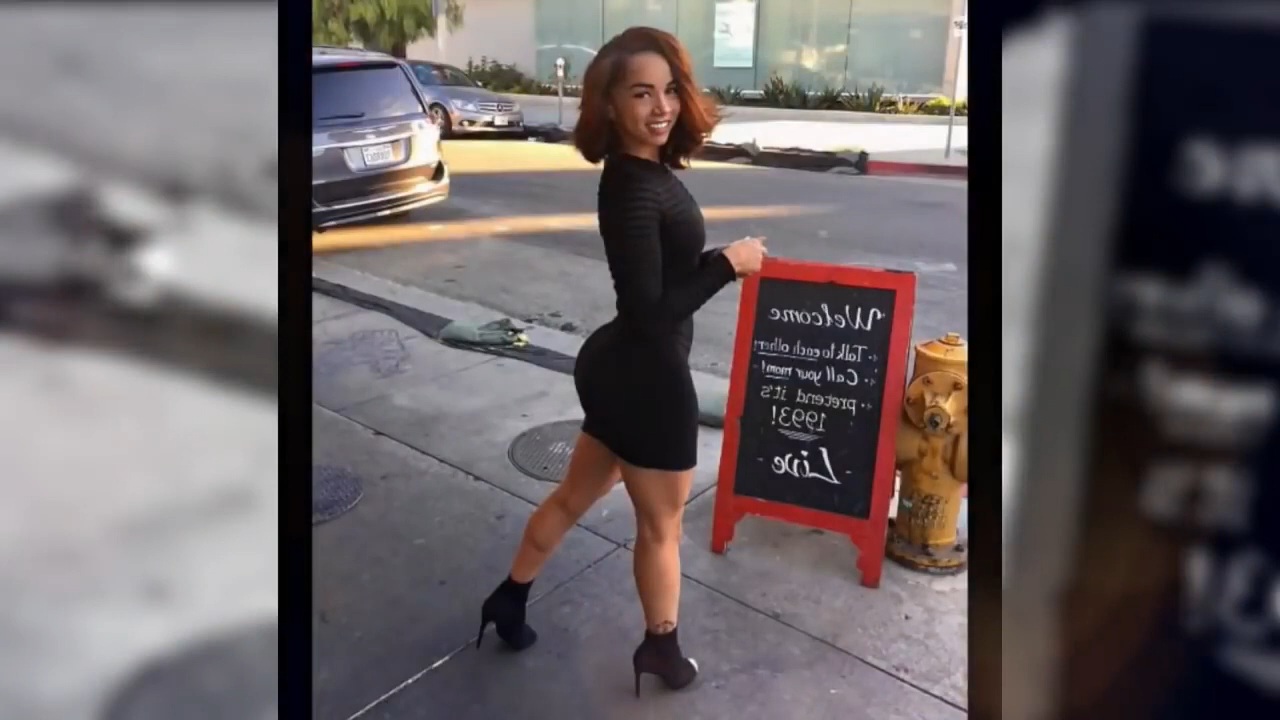 Welcome
·· Talk to each other!
·· Call your mom!
·· pretend it's
1993!
- Live -